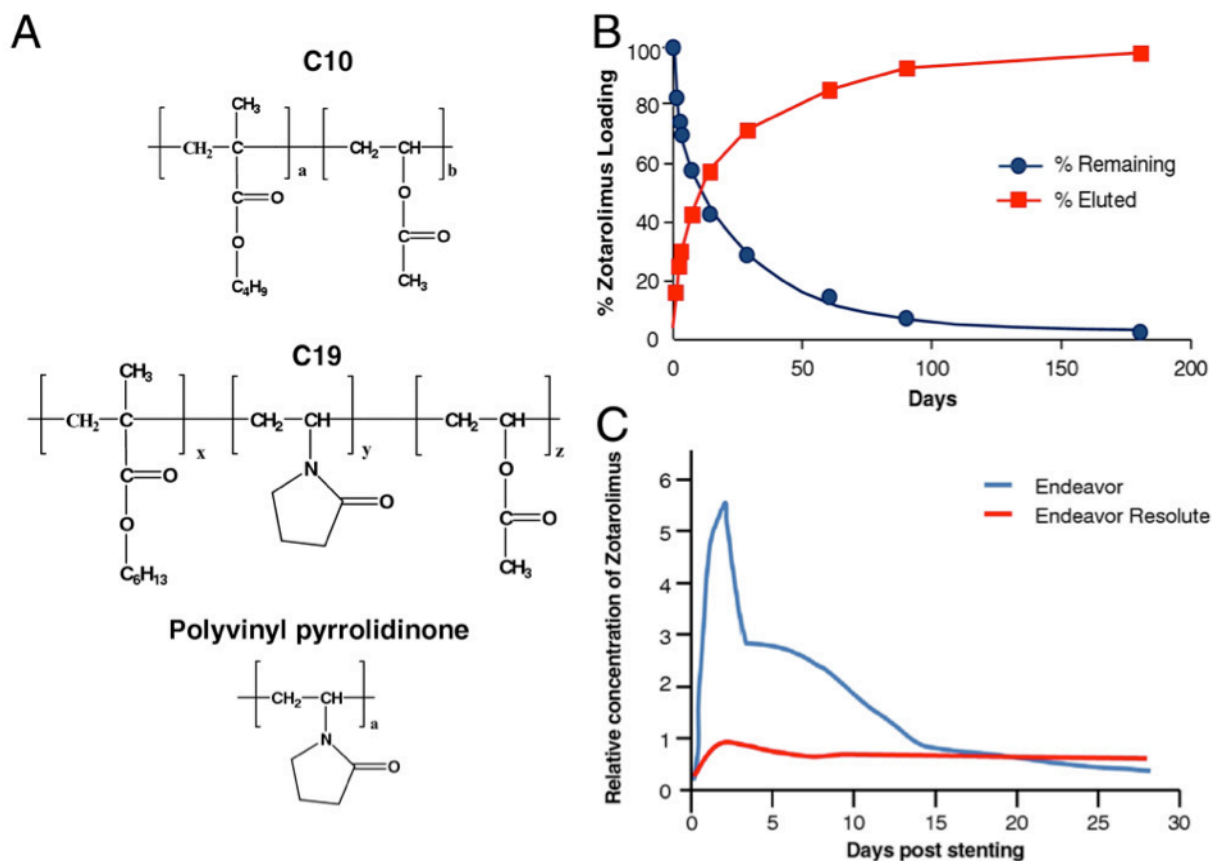 A
C10
CH3
CH2 C
a
CH2 CH
b
C O
O
C4H9
O
C O
CH3
C19
CH3
CH2 C
x
CH2 CH
y
CH2 CH
z
C O
O
C6H13
N
O
O
C O
CH3
Polyvinyl pyrrolidinone
CH2 CH
a
N
O
B
% Zotarolimus Loading
100
80
60
40
20
0
0 50 100 150 200
Days
% Remaining
% Eluted
C
Relative concentration of Zotarolimus
6
5
4
3
2
1
0
0 5 10 15 20 25 30
Days post stenting
Endeavor
Endeavor Resolute